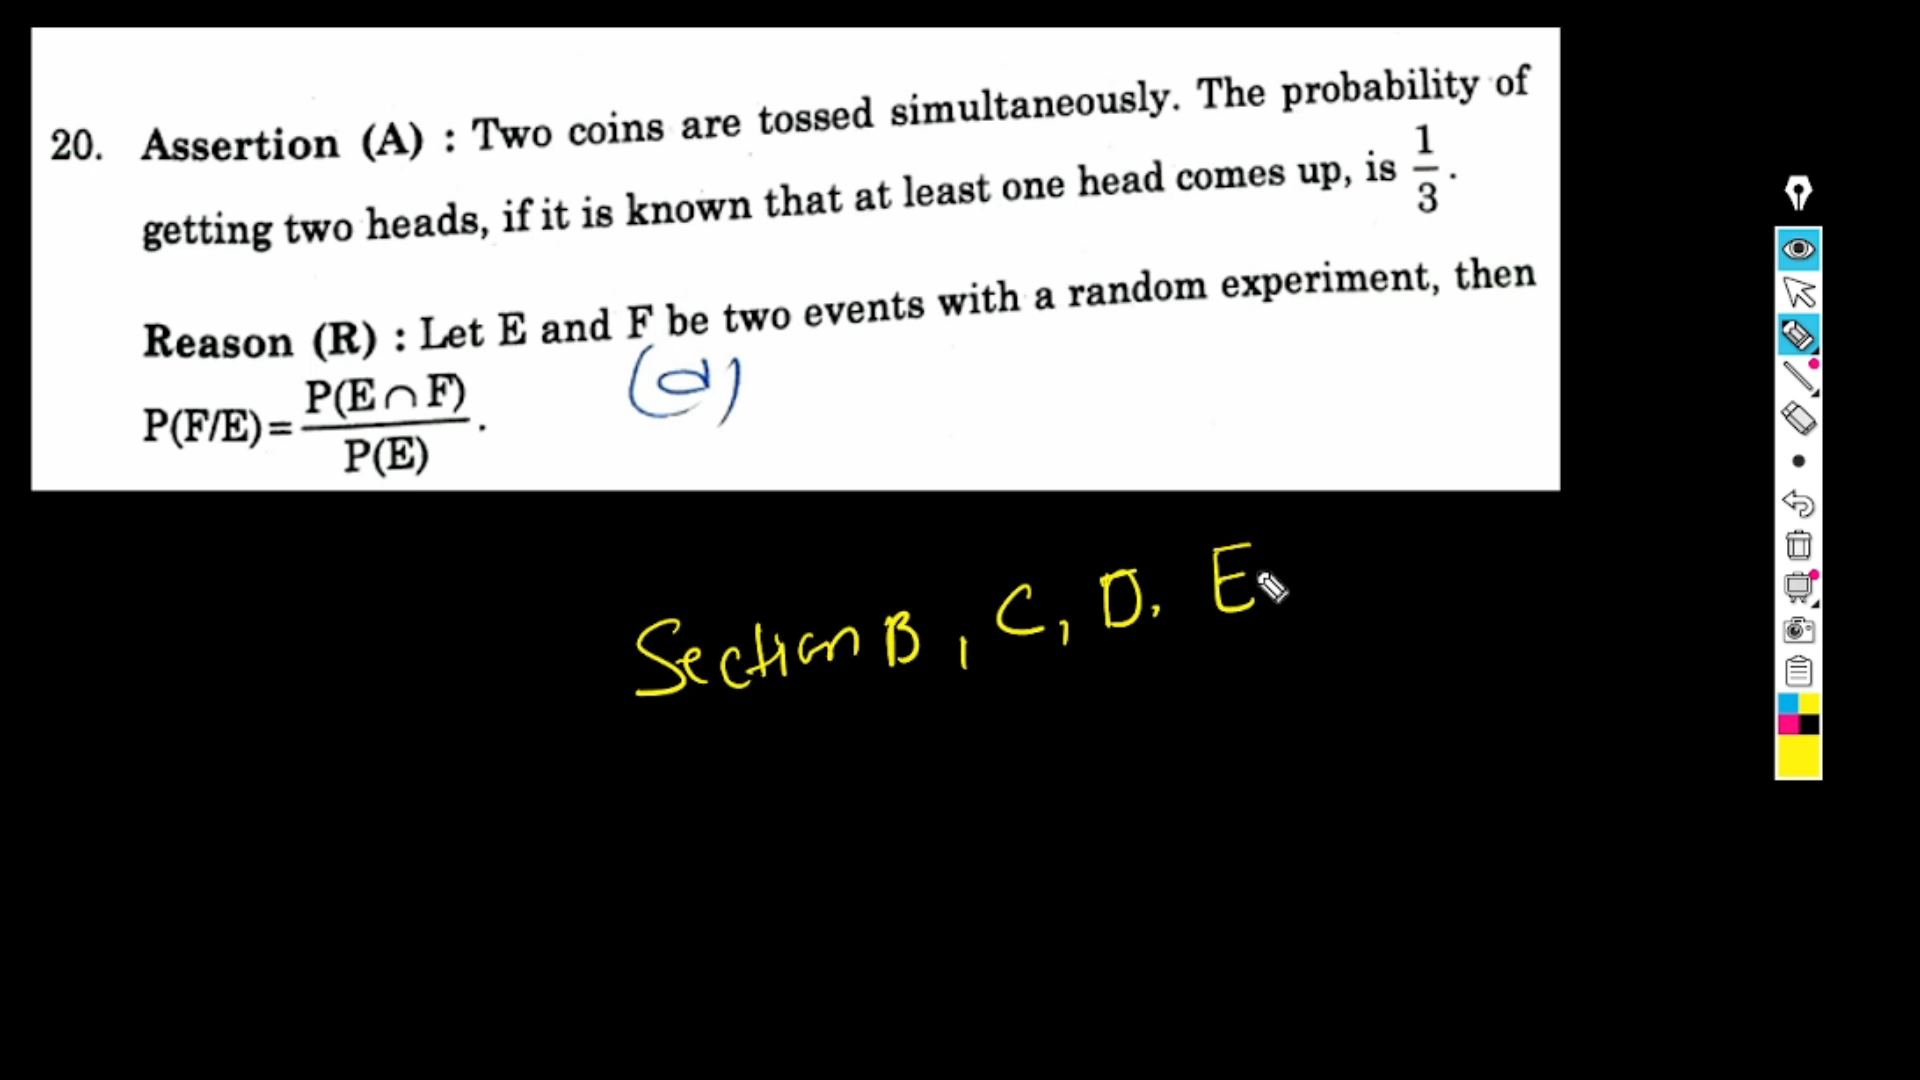 20. Assertion (A) : Two coins are tossed simultaneously. The probability of
getting two heads, if it is known that at least one head comes up, is 1/3.
Reason (R) : Let E and F be two events with a random experiment, then
P(F/E) = P(E ∩ F)/P(E).
(a)
Section B, C, D. E